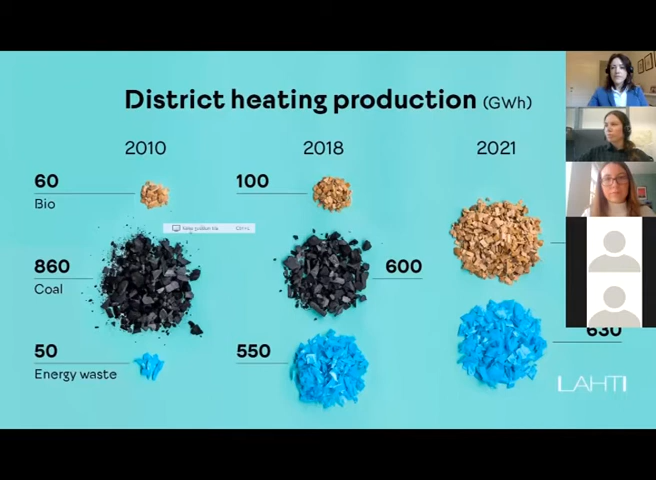 District heating production (GWh)
2010 2018 2021
60 100
Bio
860 600
Coal
50 550 630
Energy waste
LAHTI